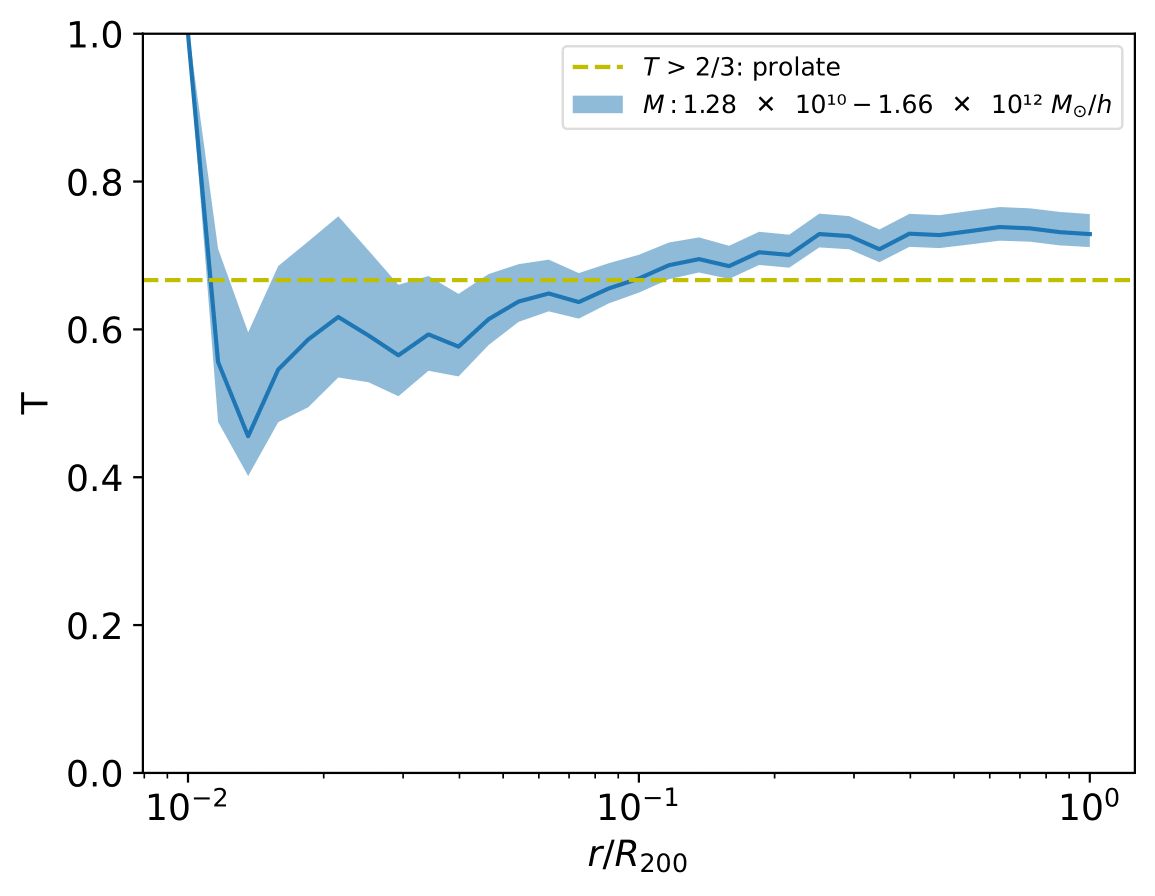 1.0
0.8
0.6
0.4
0.2
0.0
T
T > 2/3: prolate
M : 1.28 × 10¹⁰ − 1.66 × 10¹² M☉/h
10⁻² 10⁻¹ 10⁰
r/R₂₀₀